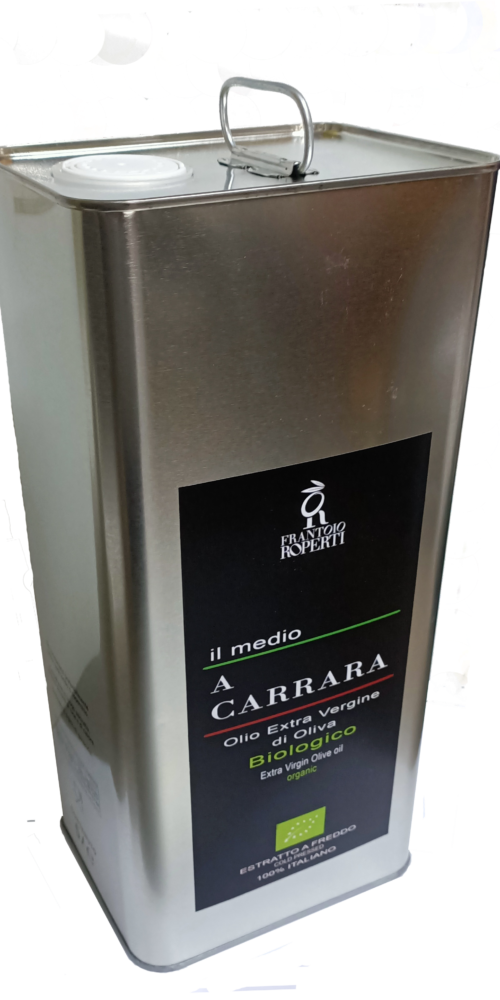 FRANTOIO
ROPERTI
il medio
A
CARRARA
Olio Extra Vergine
di Oliva
Biologico
Extra Virgin Olive oil
organic
ESTRATTO A FREDDO
COLD PRESSED
100% ITALIANO